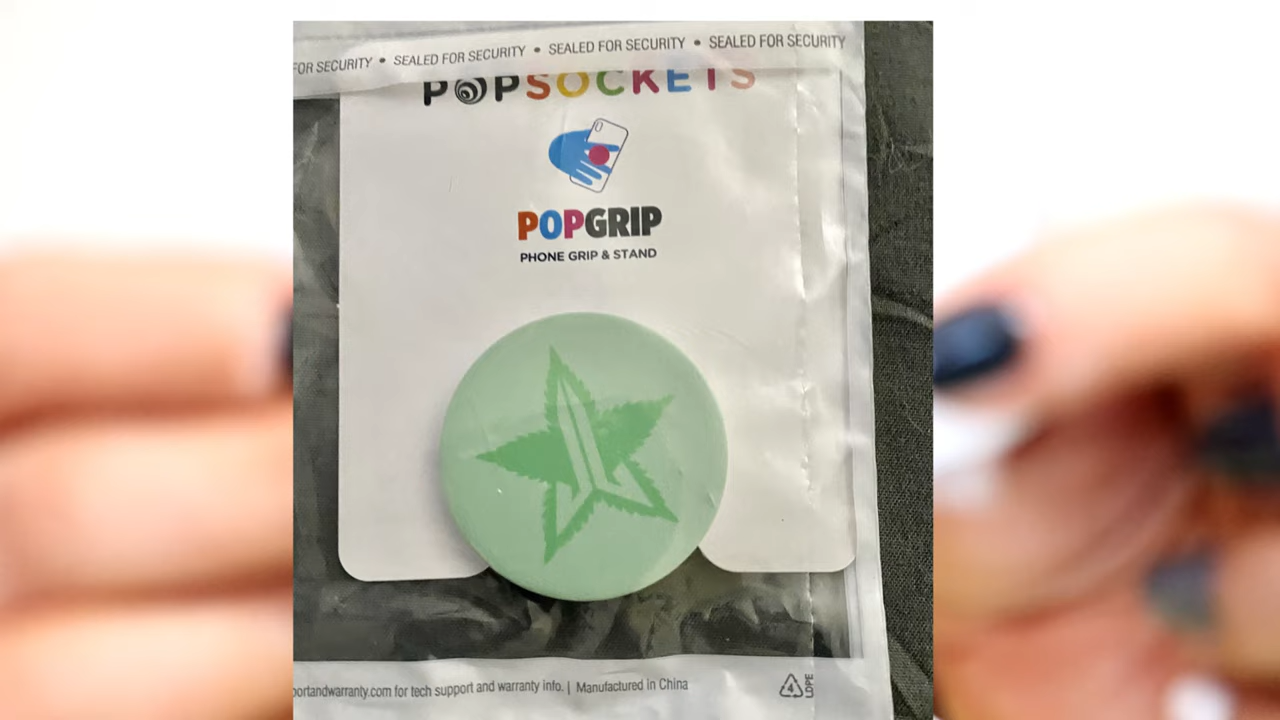 FOR SECURITY • SEALED FOR SECURITY • SEALED FOR SECURITY • SEALED FOR SECURITY
POPSOCKETS
POPGRIP
PHONE GRIP & STAND
portandwarranty.com for tech support and warranty info. | Manufactured in China
4
LDPE